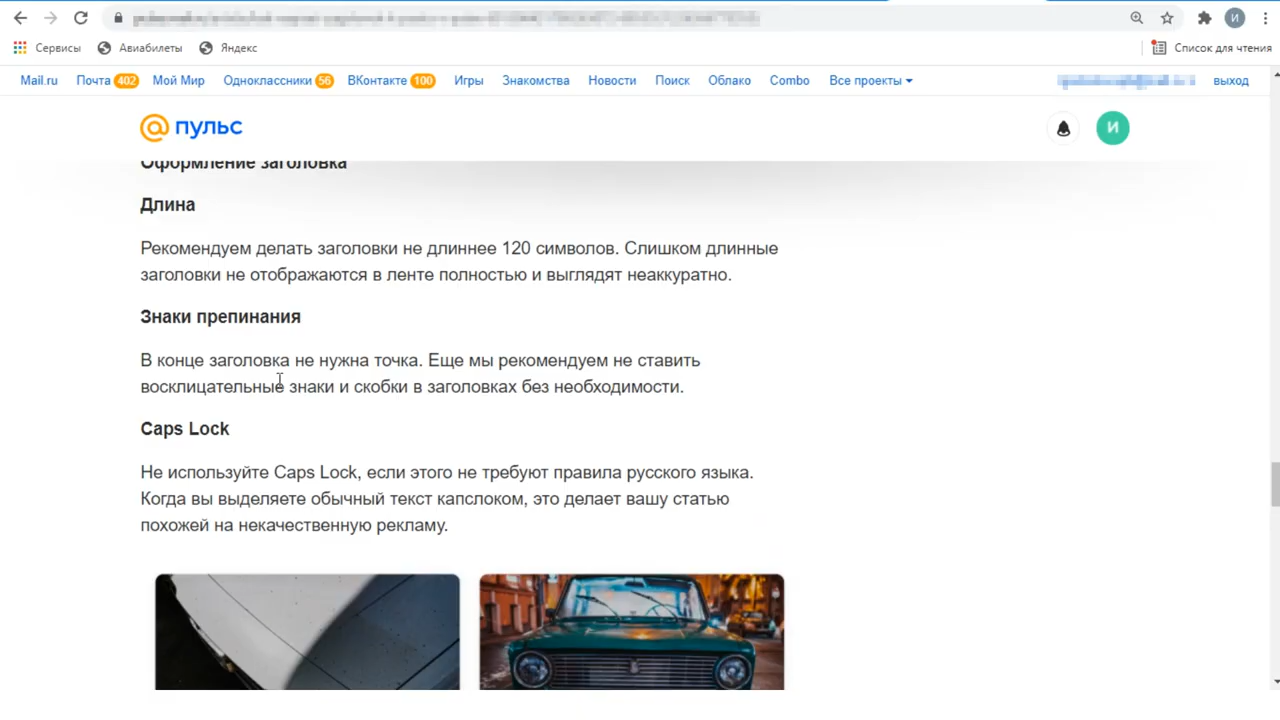 И
Сервисы Авиабилеты Яндекс Список для чтения
Mail.ru Почта 402 Мой Мир Одноклассники 56 ВКонтакте 100 Игры Знакомства Новости Поиск Облако Combo Все проекты выход
@ пульс И
Оформление заголовка
Длина
Рекомендуем делать заголовки не длиннее 120 символов. Слишком длинные
заголовки не отображаются в ленте полностью и выглядят неаккуратно.
Знаки препинания
В конце заголовка не нужна точка. Еще мы рекомендуем не ставить
восклицательные знаки и скобки в заголовках без необходимости.
Caps Lock
Не используйте Caps Lock, если этого не требуют правила русского языка.
Когда вы выделяете обычный текст капслоком, это делает вашу статью
похожей на некачественную рекламу.